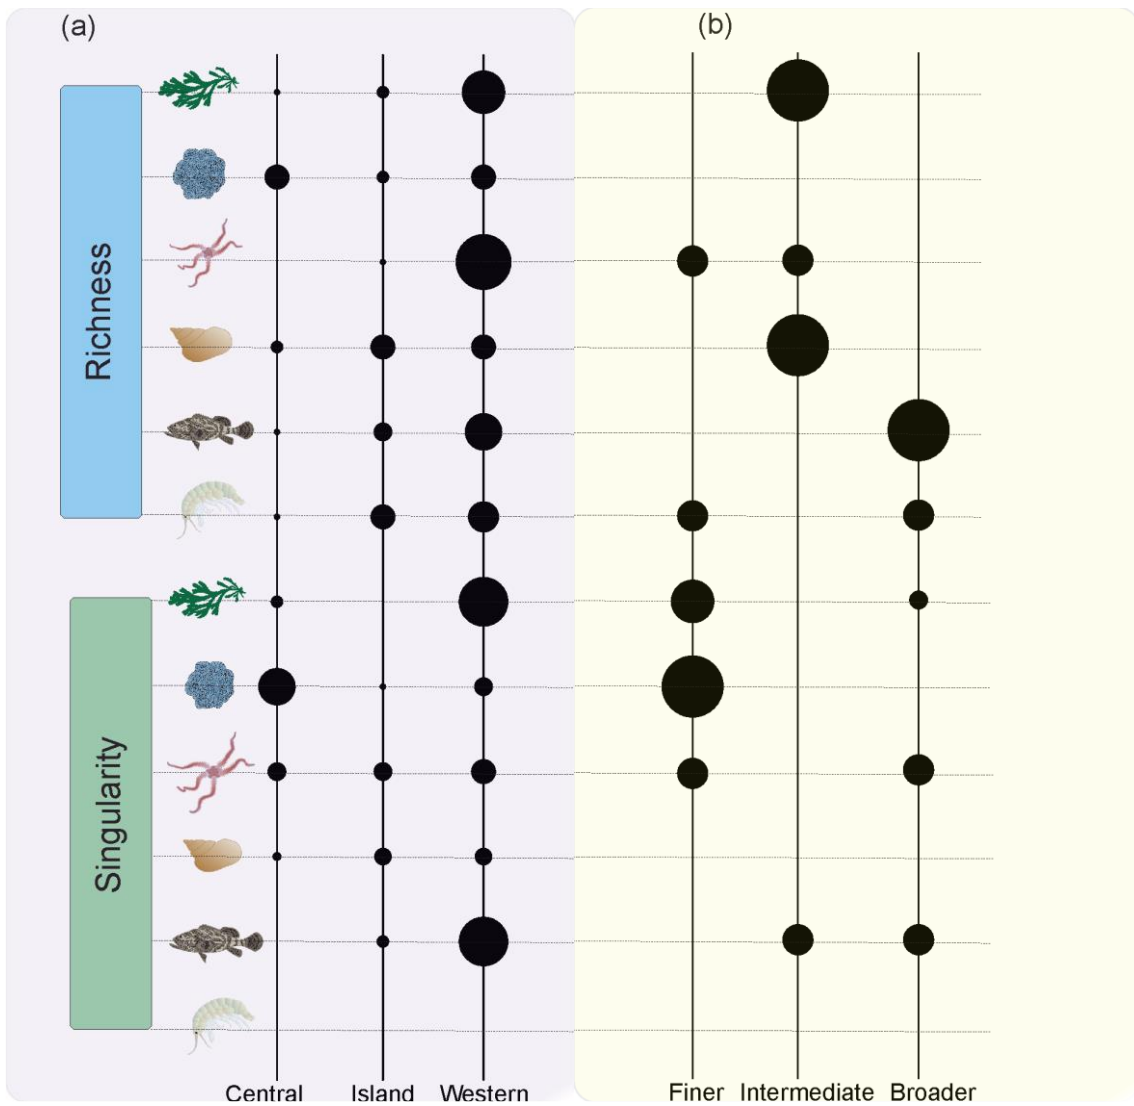 (a)
(b)
Richness
Singularity
Central
Island
Western
Finer
Intermediate
Broader